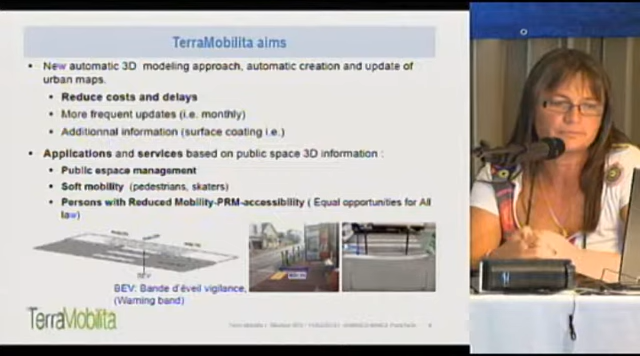 TerraMobilita aims
New automatic 3D modeling approach, automatic creation and update of
urban maps.
Reduce costs and delays
More frequent updates (i.e. monthly)
Additionnal information (surface coating i.e.)
Applications and services based on public space 3D information :
Public espace management
Soft mobility (pedestrians, skaters)
Persons with Reduced Mobility-PRM-accessibility ( Equal opportunities for All
law)
BEV
BEV: Bande d'éveil vigilance,
(Warning band)
TerraMobilita